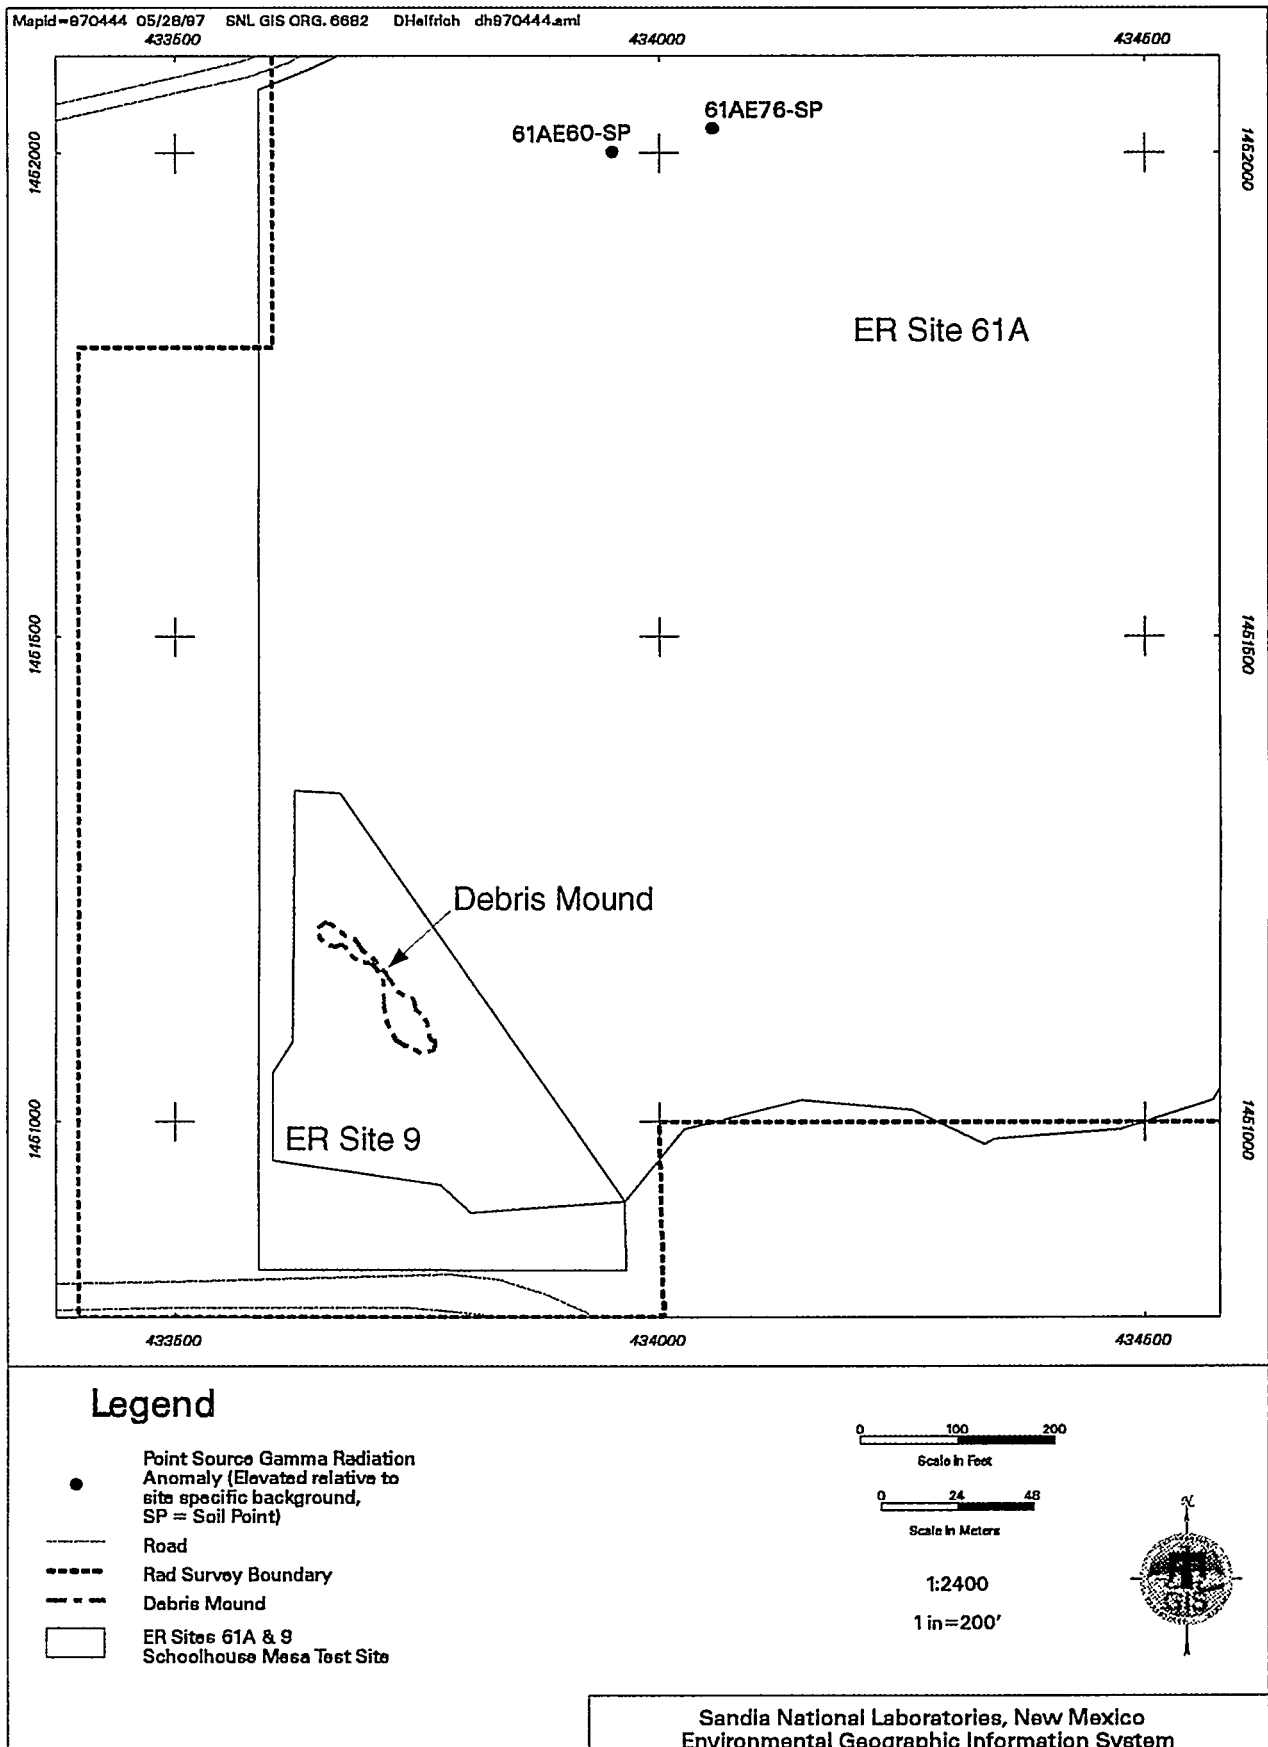 Mapid=970444 05/28/97 SNL GIS ORG. 6682 DHelfrich dh970444.aml
433500 434000 434500
61AE76-SP
61AE60-SP
1452000 1452000
ER Site 61A
1451500 1451500
Debris Mound
1451000 1451000
ER Site 9
433500 434000 434500
Legend
Point Source Gamma Radiation
Anomaly (Elevated relative to
site specific background,
SP = Soil Point)
Road
Rad Survey Boundary
Debris Mound
ER Sites 61A & 9
Schoolhouse Mesa Test Site
0 100 200
Scale in Feet
0 24 48
Scale in Meters
1:2400
1 in=200'
N
GIS
Sandia National Laboratories, New Mexico
Environmental Geographic Information System